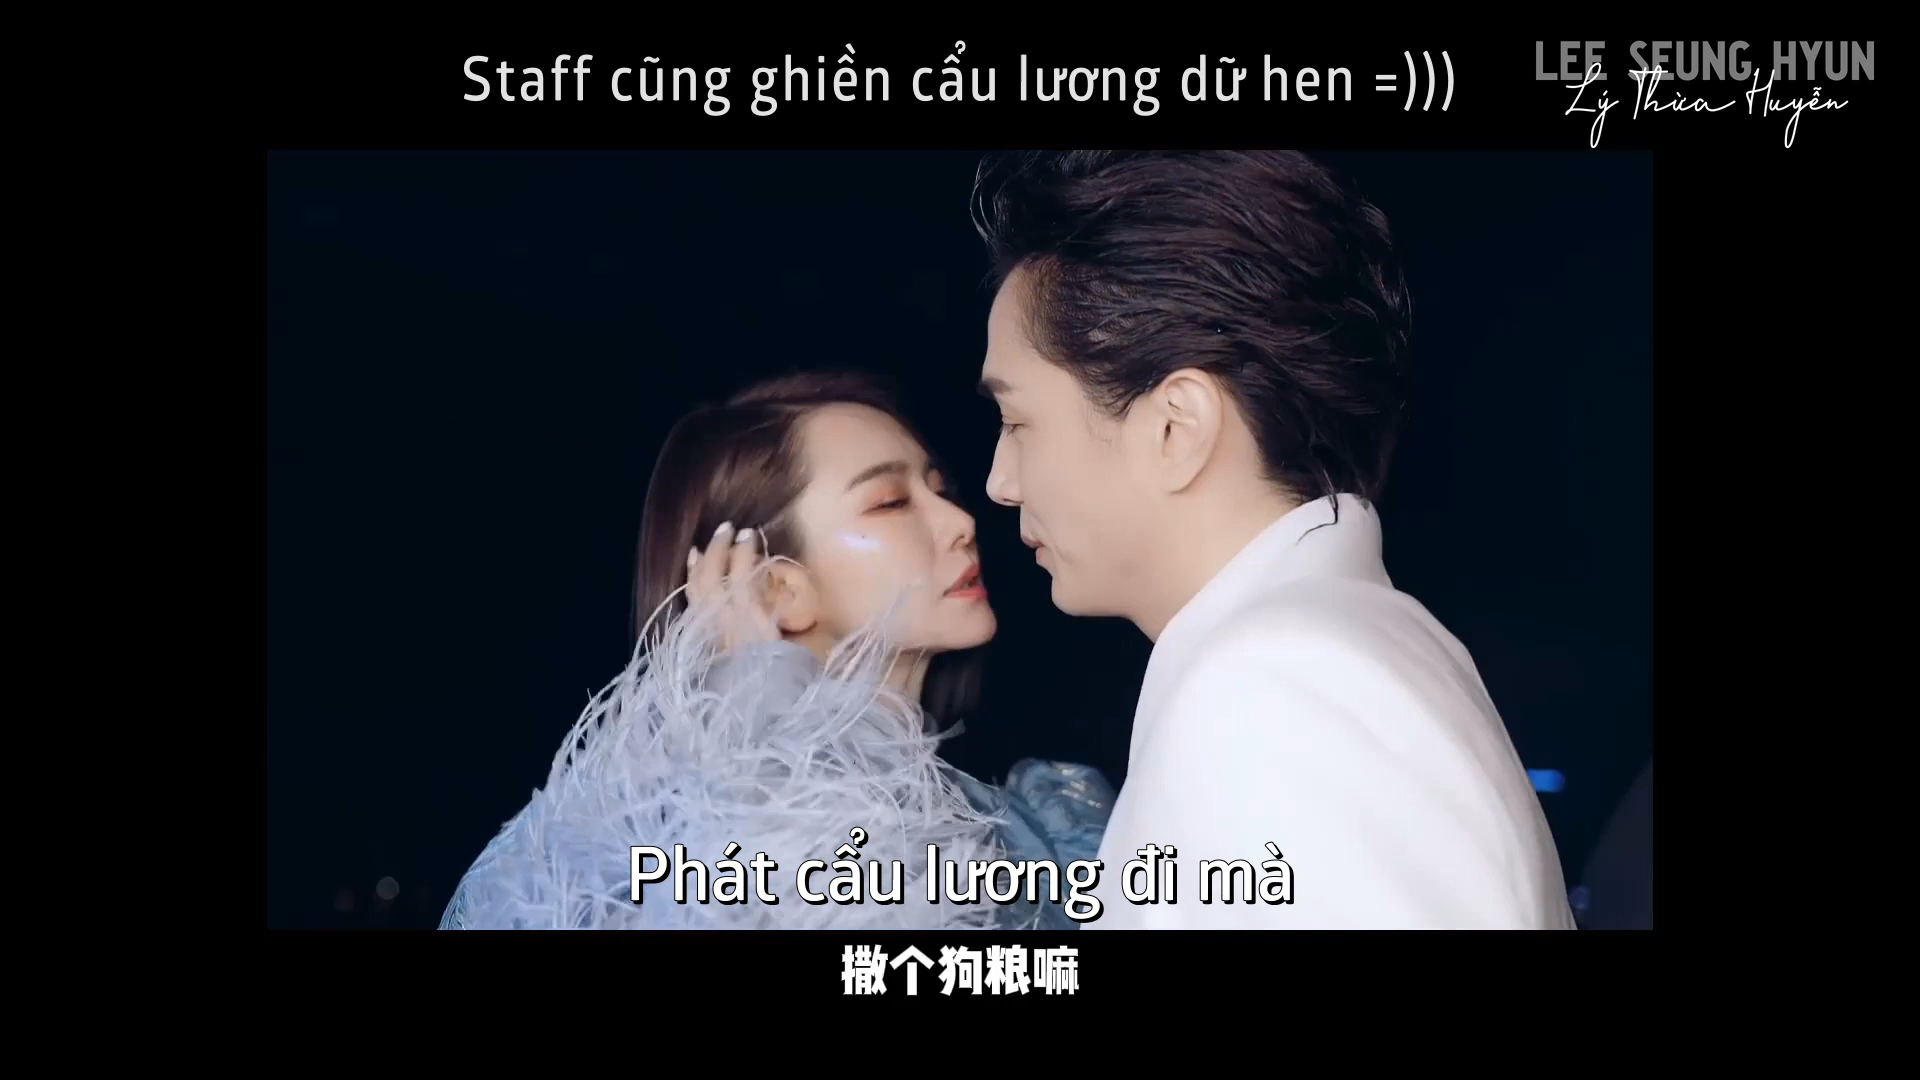 Staff cũng ghiền cẩu lương dữ hen =)))
LEE SEUNG HYUN
Lý Thừa Huyễn
Phát cẩu lương đi mà
撒个狗粮嘛